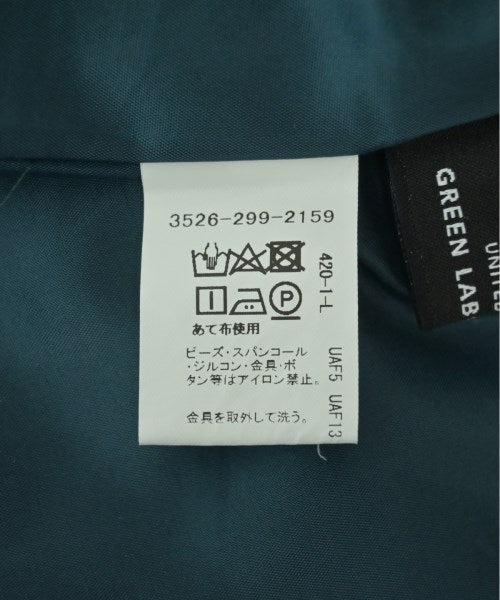 3526-299-2159
P
あて布使用
ビーズ・スパンコール
・ジルコン・金具・ボ
タン等はアイロン禁止。
金具を取外して洗う。
420-1-L
UAF5 UAF13
UNITED
GREEN LAB